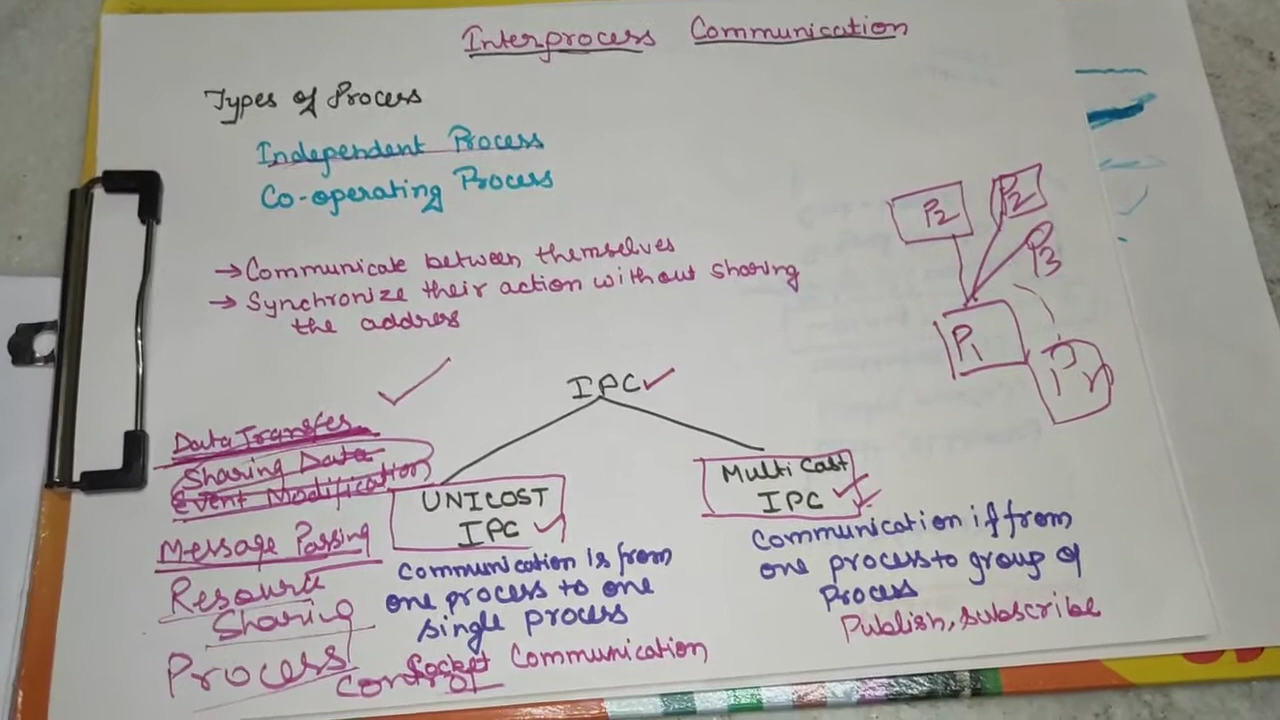 Interprocess Communication
Types of Process
Independent Process
Co-operating Process
→ Communicate between themselves
→ Synchronize their action without sharing
the address
P2
P2
P3
P1
Pn
IPC
Data Transfer
Sharing Data
Event Modification
Message Passing
Resource
Sharing
Process
Control
UNICOST
IPC
Communication is from
one process to one
single process
Socket Communication
Multi Cast
IPC
Communication if from
one process to group of
Process
Publish, subscribe